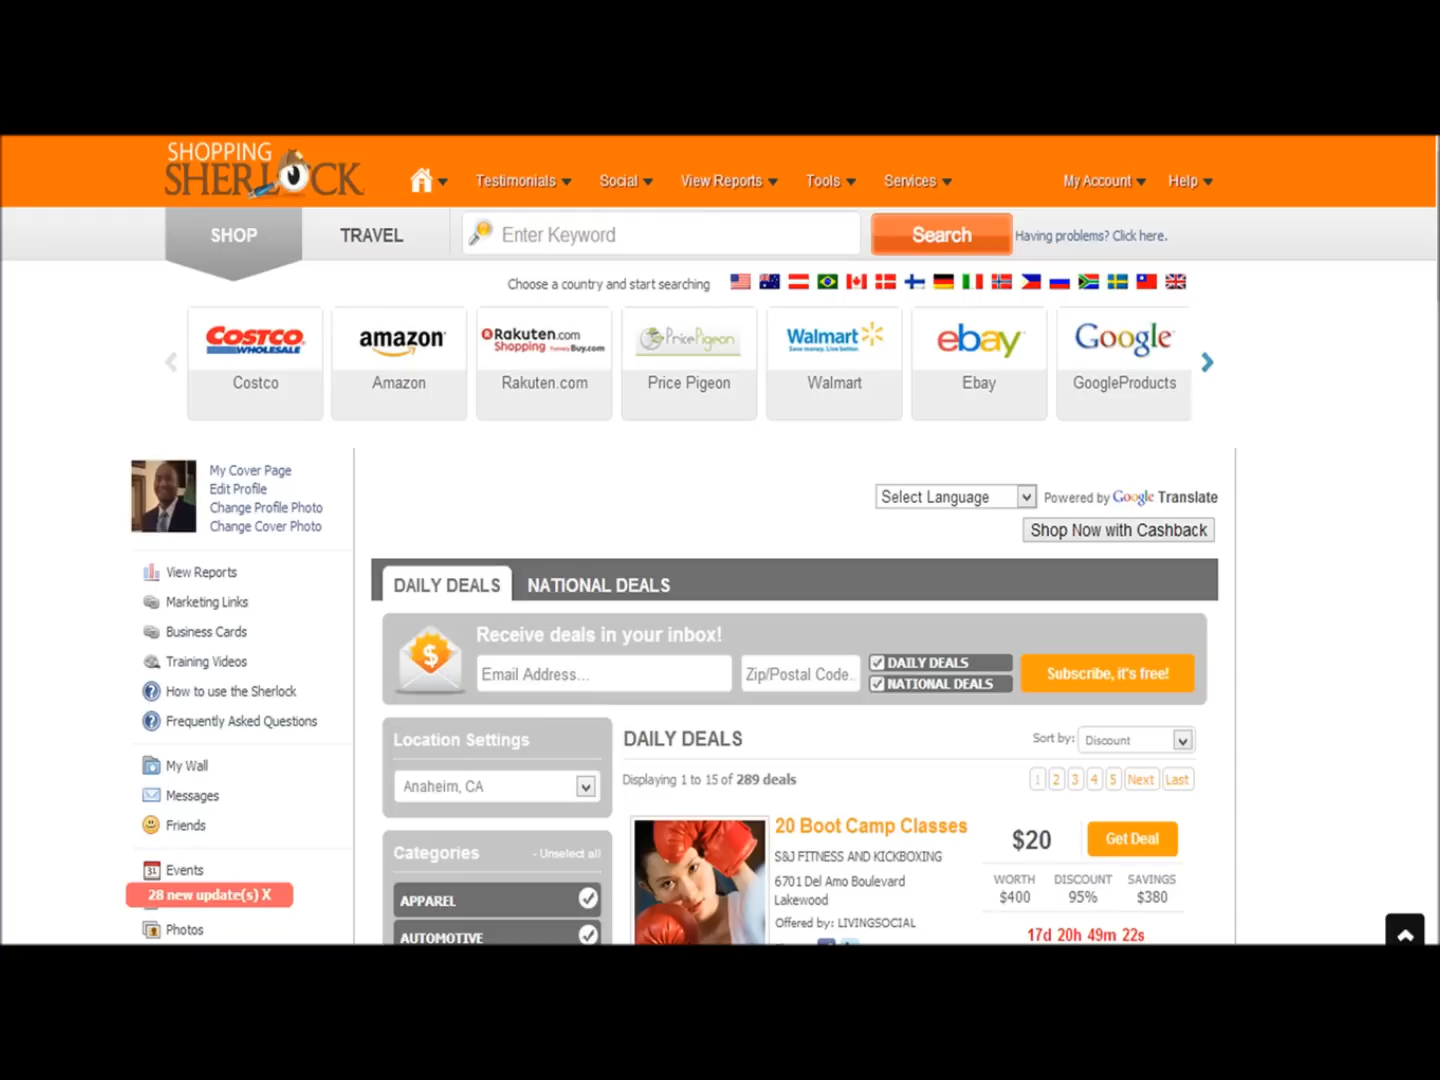 SHOPPING
SHERLOCK
Testimonials
Social
View Reports
Tools
Services
My Account
Help
SHOP
TRAVEL
Enter Keyword
Search
Having problems? Click here.
Choose a country and start searching
COSTCO
WHOLESALE
amazon
Rakuten.com
Shopping Formerly Buy.com
PricePigeon
Walmart
Save money. Live better.
ebay
Google
Costco
Amazon
Rakuten.com
Price Pigeon
Walmart
Ebay
GoogleProducts
My Cover Page
Edit Profile
Change Profile Photo
Change Cover Photo
Select Language
Powered by Google Translate
Shop Now with Cashback
View Reports
Marketing Links
Business Cards
Training Videos
How to use the Sherlock
Frequently Asked Questions
My Wall
Messages
Friends
31 Events
28 new update(s) X
Photos
DAILY DEALS
NATIONAL DEALS
$
Receive deals in your inbox!
Email Address...
Zip/Postal Code..
DAILY DEALS
NATIONAL DEALS
Subscribe, it's free!
Location Settings
Anaheim, CA
Categories
- Unselect all
APPAREL
AUTOMOTIVE
DAILY DEALS
Sort by: Discount
Displaying 1 to 15 of 289 deals
1 2 3 4 5 Next Last
20 Boot Camp Classes
S&J FITNESS AND KICKBOXING
6701 Del Amo Boulevard
Lakewood
Offered by: LIVINGSOCIAL
$20
Get Deal
WORTH DISCOUNT SAVINGS
$400 95% $380
17d 20h 49m 22s